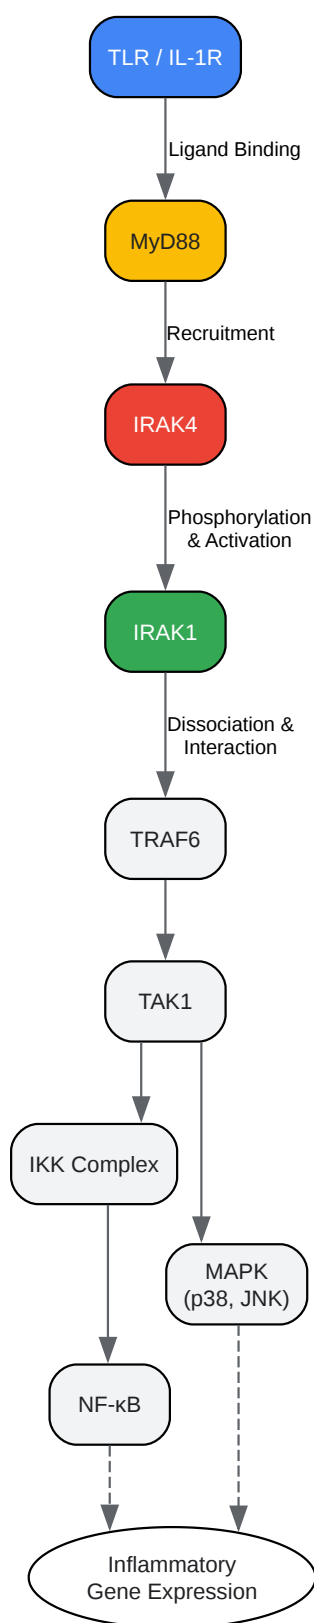 TLR / IL-1R
Ligand Binding
MyD88
Recruitment
IRAK4
Phosphorylation
& Activation
IRAK1
Dissociation &
Interaction
TRAF6
TAK1
IKK Complex
MAPK
(p38, JNK)
NF-κB
Inflammatory
Gene Expression